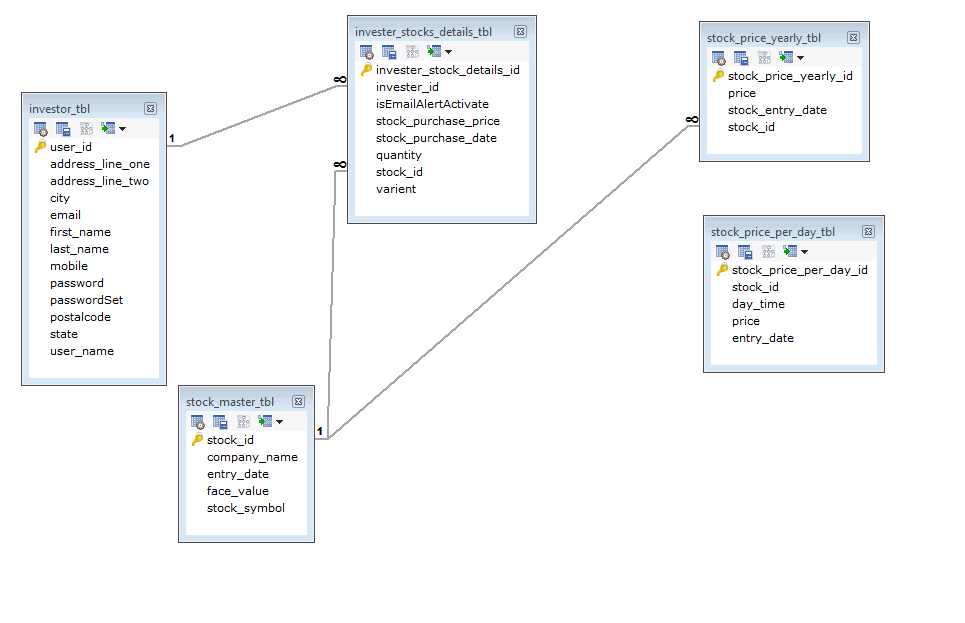 investor_tbl
user_id
address_line_one
address_line_two
city
email
first_name
last_name
mobile
password
passwordSet
postalcode
state
user_name
1
∞
invester_stocks_details_tbl
invester_stock_details_id
invester_id
isEmailAlertActivate
stock_purchase_price
stock_purchase_date
quantity
stock_id
varient
∞
stock_price_yearly_tbl
stock_price_yearly_id
price
stock_entry_date
stock_id
∞
stock_price_per_day_tbl
stock_price_per_day_id
stock_id
day_time
price
entry_date
stock_master_tbl
stock_id
company_name
entry_date
face_value
stock_symbol
1